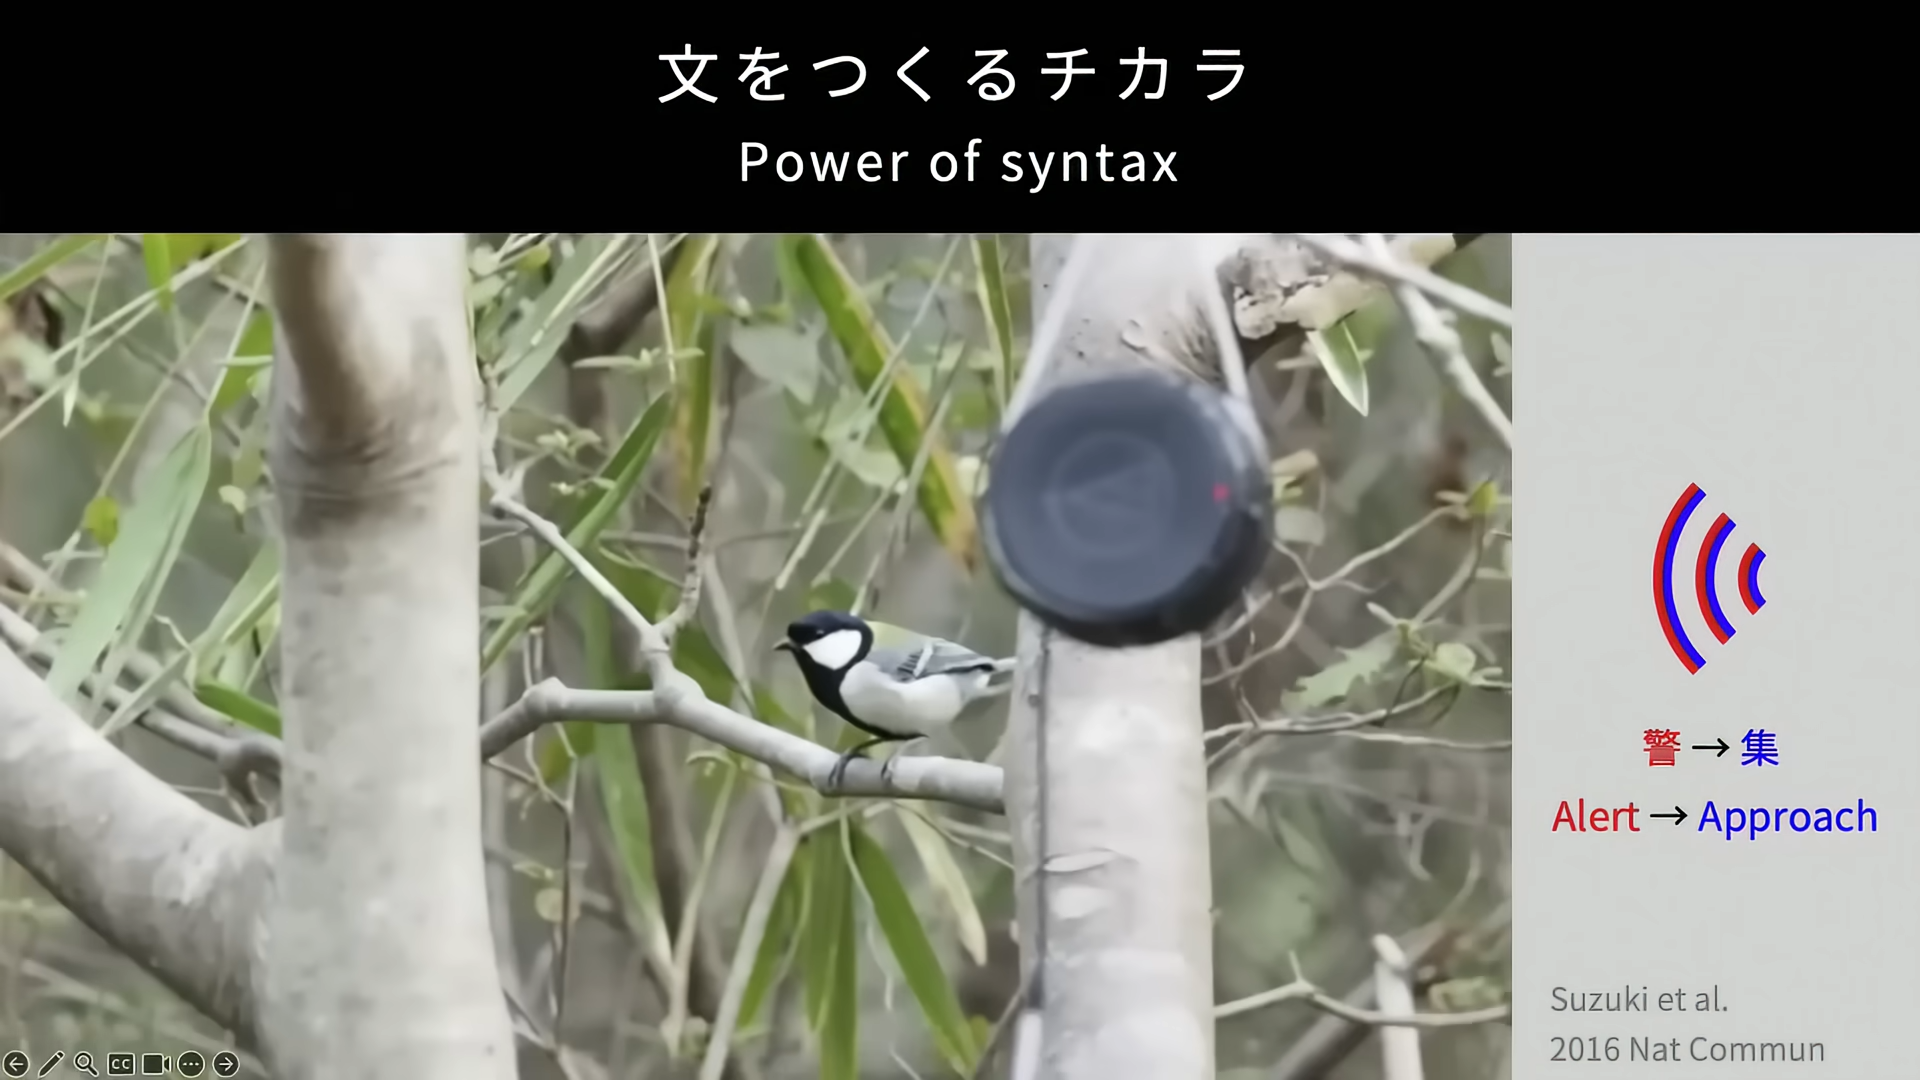 文をつくるチカラ
Power of syntax
警→集
Alert→Approach
Suzuki et al.
2016 Nat Commun
CC